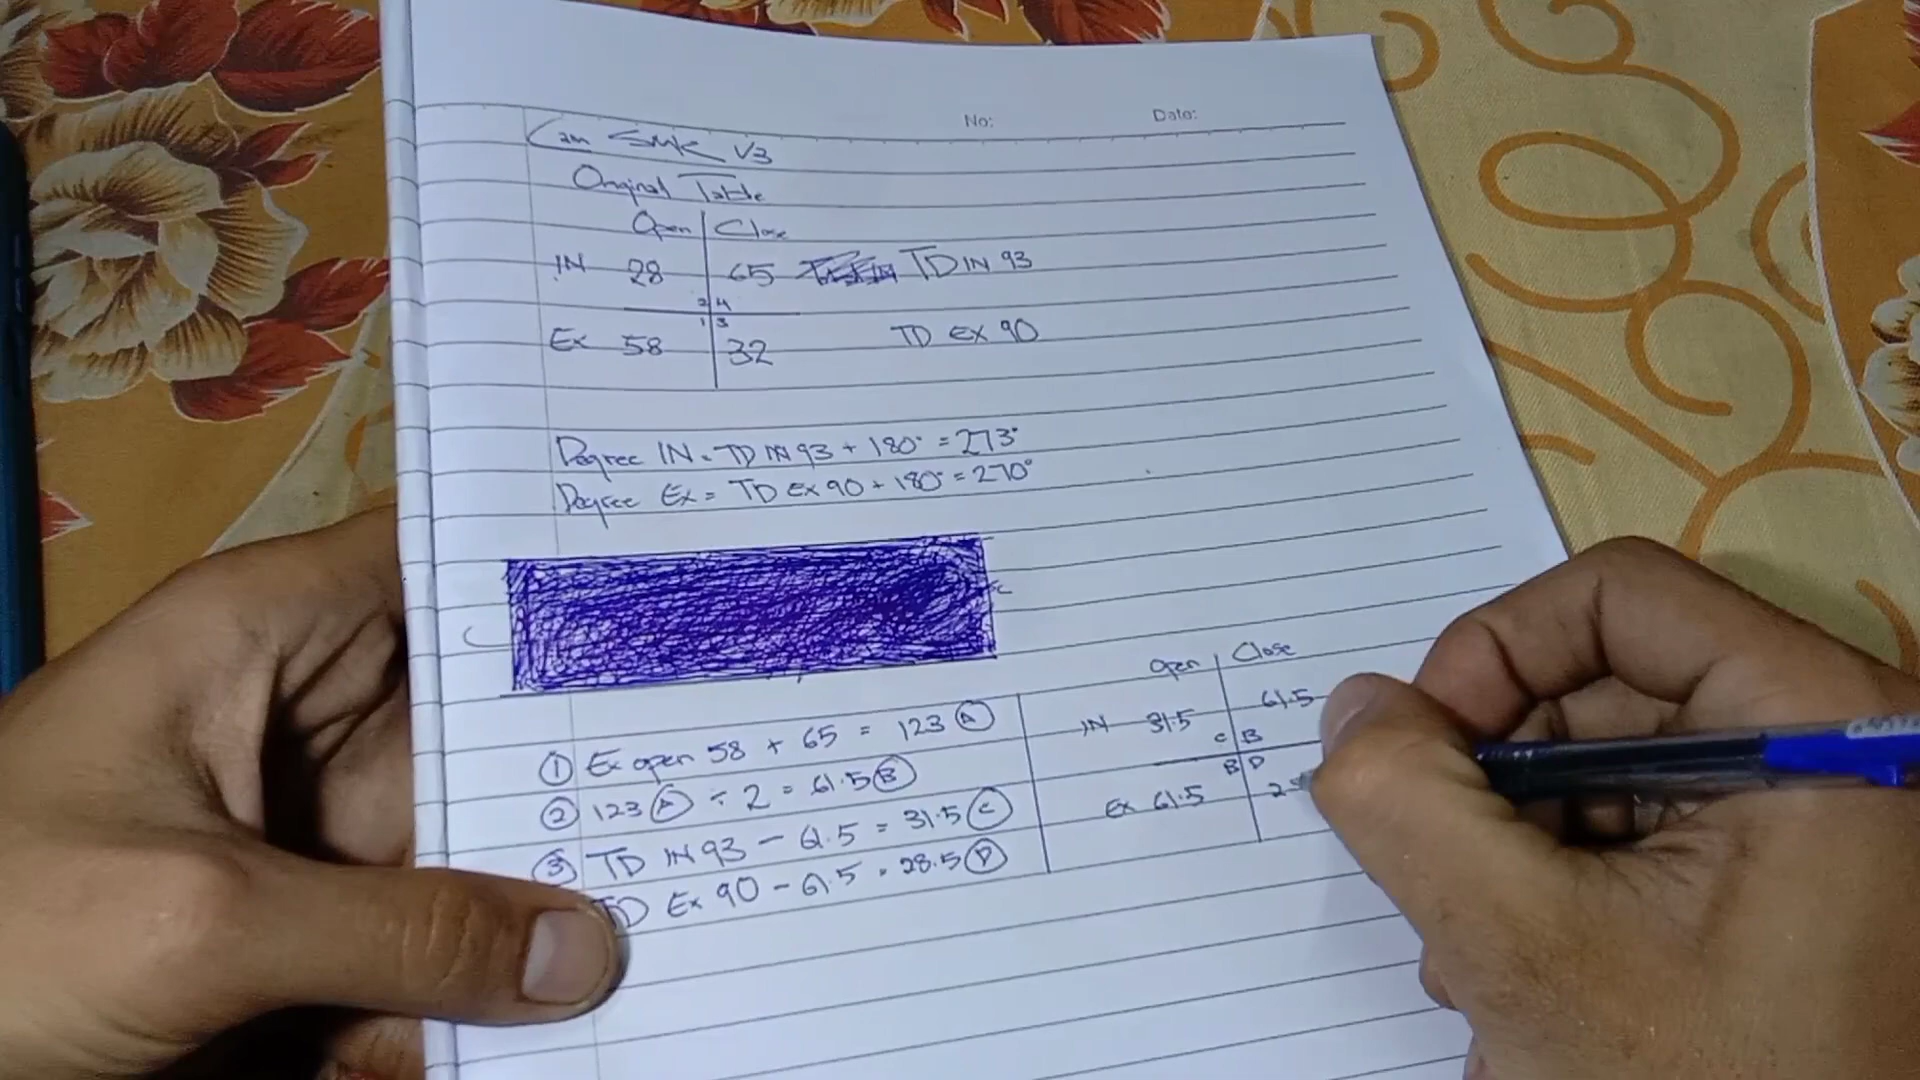 No: Date:
Cam SMK V3
Original Table
Open Close
IN 28 65 TD IN 93
2 4
1 3
Ex 58 32 TD EX 90
Degree IN = TD IN 93 + 180° = 273°
Degree Ex = TD Ex 90 + 180° = 270°
① Ex open 58 + 65 = 123 Ⓐ
② 123 Ⓐ ÷ 2 = 61.5 Ⓑ
③ TD IN 93 - 61.5 = 31.5 Ⓒ
TD Ex 90 - 61.5 = 28.5 Ⓓ
Open Close
IN 31.5 61.5
C B
B D
Ex 61.5